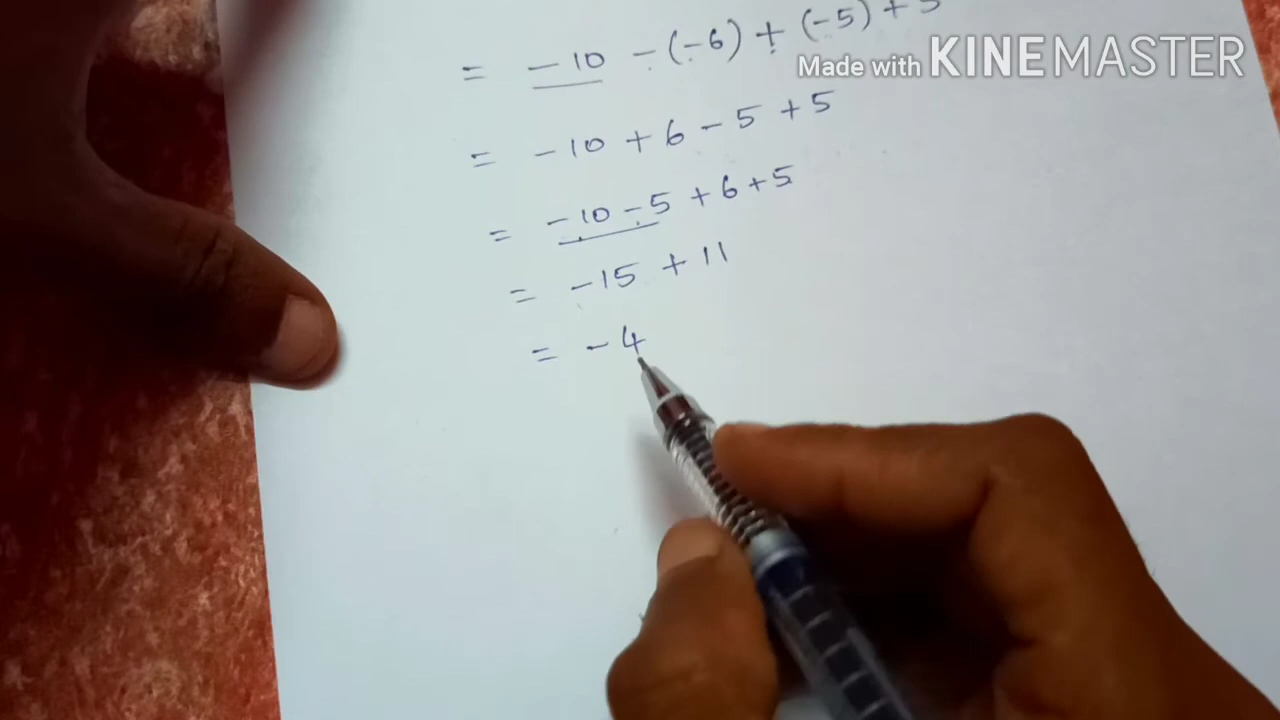 = -10 -(-6) + (-5) + 5
Made with KINEMASTER
= -10 + 6 - 5 + 5
= -10 - 5 + 6 + 5
= -15 + 11
= -4